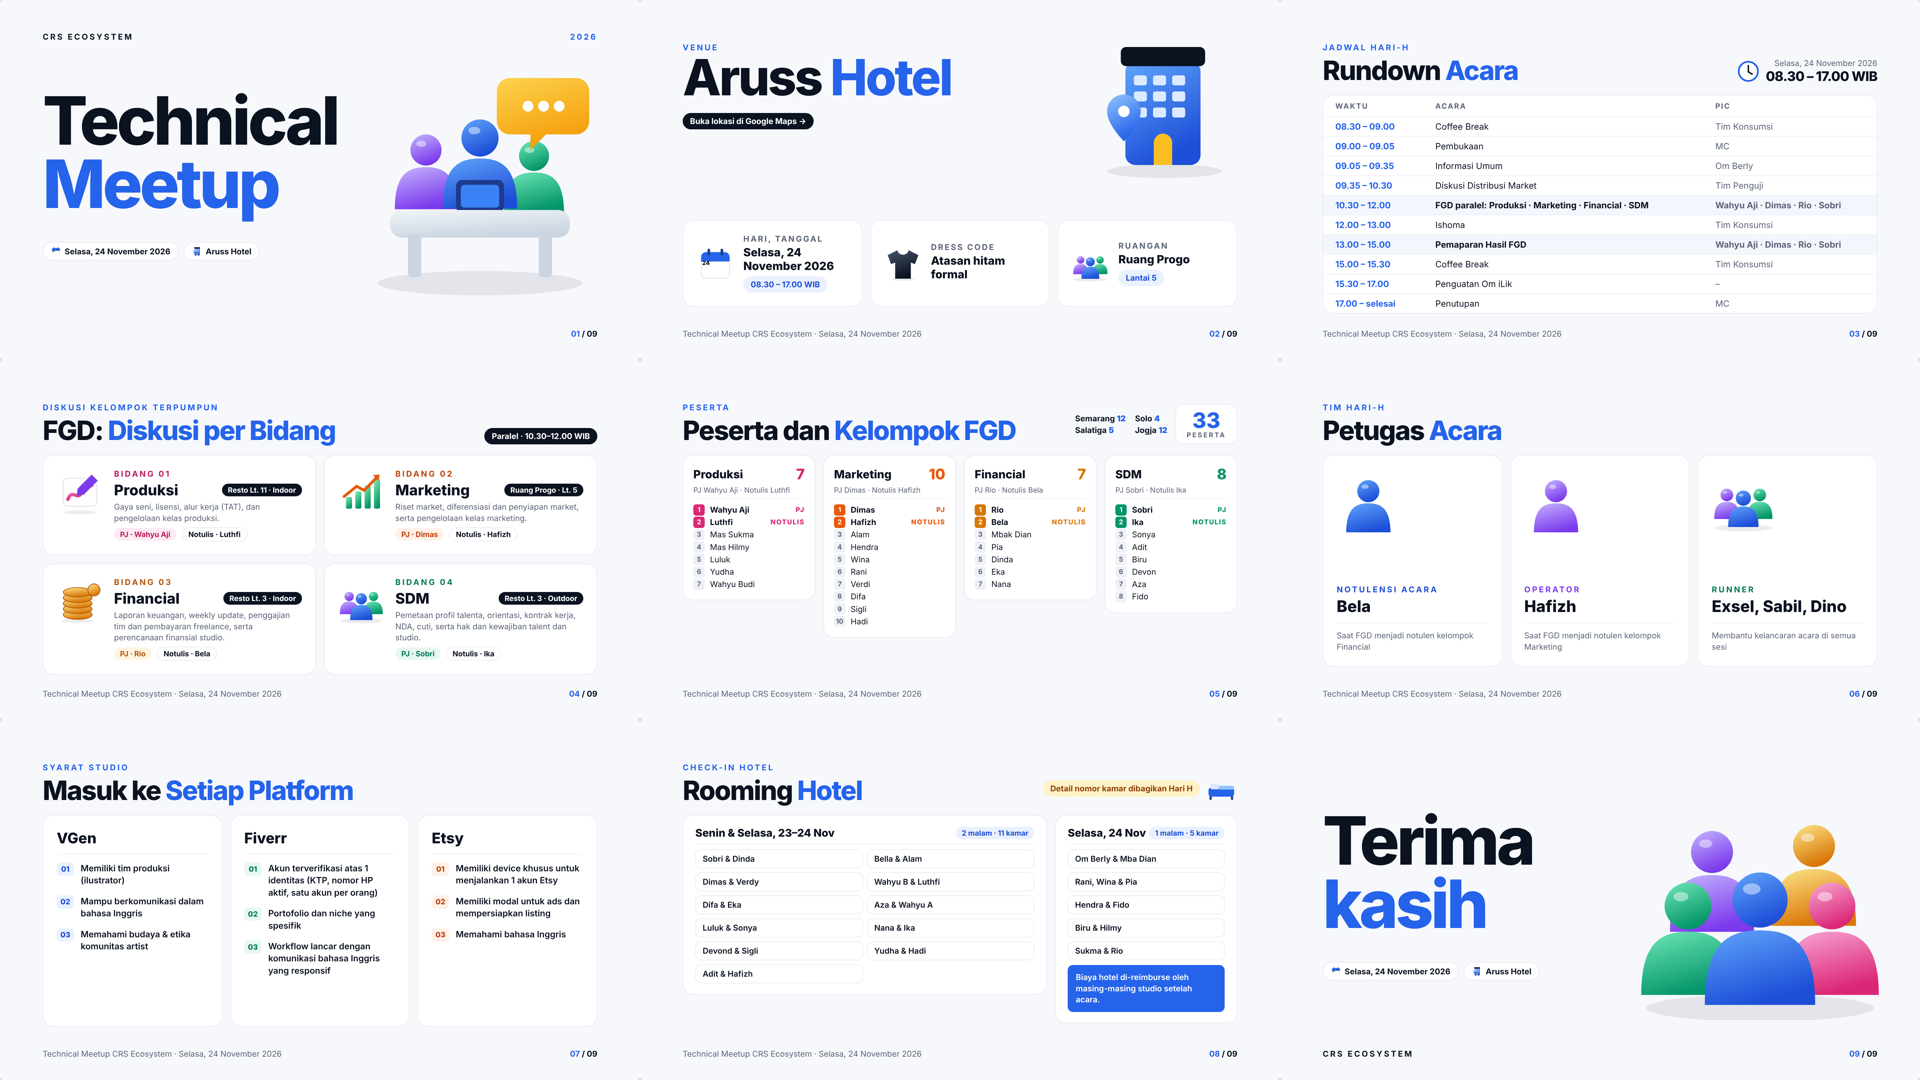 CRS ECOSYSTEM
2026
Technical
Meetup
Selasa, 24 November 2026
Aruss Hotel
01 / 09
VENUE
Aruss Hotel
Buka lokasi di Google Maps →
24
HARI, TANGGAL
Selasa, 24
November 2026
08.30 – 17.00 WIB
DRESS CODE
Atasan hitam
formal
RUANGAN
Ruang Progo
Lantai 5
Technical Meetup CRS Ecosystem · Selasa, 24 November 2026
02 / 09
JADWAL HARI-H
Rundown Acara
Selasa, 24 November 2026
08.30 – 17.00 WIB
WAKTU ACARA PIC
08.30 – 09.00 Coffee Break Tim Konsumsi
09.00 – 09.05 Pembukaan MC
09.05 – 09.35 Informasi Umum Om Berly
09.35 – 10.30 Diskusi Distribusi Market Tim Penguji
10.30 – 12.00 FGD paralel: Produksi · Marketing · Financial · SDM Wahyu Aji · Dimas · Rio · Sobri
12.00 – 13.00 Ishoma Tim Konsumsi
13.00 – 15.00 Pemaparan Hasil FGD Wahyu Aji · Dimas · Rio · Sobri
15.00 – 15.30 Coffee Break Tim Konsumsi
15.30 – 17.00 Penguatan Om iLik –
17.00 – selesai Penutupan MC
Technical Meetup CRS Ecosystem · Selasa, 24 November 2026
03 / 09
DISKUSI KELOMPOK TERPUMPUN
FGD: Diskusi per Bidang
Paralel · 10.30–12.00 WIB
BIDANG 01
Produksi
Resto Lt. 11 · Indoor
Gaya seni, lisensi, alur kerja (TAT), dan
pengelolaan kelas produksi.
PJ · Wahyu Aji
Notulis · Luthfi
BIDANG 02
Marketing
Ruang Progo · Lt. 5
Riset market, diferensiasi dan penyiapan market,
serta pengelolaan kelas marketing.
PJ · Dimas
Notulis · Hafizh
BIDANG 03
Financial
Resto Lt. 3 · Indoor
Laporan keuangan, weekly update, penggajian
tim dan pembayaran freelance, serta
perencanaan finansial studio.
PJ · Rio
Notulis · Bela
BIDANG 04
SDM
Resto Lt. 3 · Outdoor
Pemetaan profil talenta, orientasi, kontrak kerja,
NDA, cuti, serta hak dan kewajiban talent dan
studio.
PJ · Sobri
Notulis · Ika
Technical Meetup CRS Ecosystem · Selasa, 24 November 2026
04 / 09
PESERTA
Peserta dan Kelompok FGD
Semarang 12 Solo 4
Salatiga 5 Jogja 12
33
PESERTA
Produksi 7
PJ Wahyu Aji · Notulis Luthfi
1 Wahyu Aji PJ
2 Luthfi NOTULIS
3 Mas Sukma
4 Mas Hilmy
5 Luluk
6 Yudha
7 Wahyu Budi
Marketing 10
PJ Dimas · Notulis Hafizh
1 Dimas PJ
2 Hafizh NOTULIS
3 Alam
4 Hendra
5 Wina
6 Rani
7 Verdi
8 Difa
9 Sigli
10 Hadi
Financial 7
PJ Rio · Notulis Bela
1 Rio PJ
2 Bela NOTULIS
3 Mbak Dian
4 Pia
5 Dinda
6 Eka
7 Nana
SDM 8
PJ Sobri · Notulis Ika
1 Sobri PJ
2 Ika NOTULIS
3 Sonya
4 Adit
5 Biru
6 Devon
7 Aza
8 Fido
Technical Meetup CRS Ecosystem · Selasa, 24 November 2026
05 / 09
TIM HARI-H
Petugas Acara
NOTULENSI ACARA
Bela
Saat FGD menjadi notulen kelompok
Financial
OPERATOR
Hafizh
Saat FGD menjadi notulen kelompok
Marketing
RUNNER
Exsel, Sabil, Dino
Membantu kelancaran acara di semua
sesi
Technical Meetup CRS Ecosystem · Selasa, 24 November 2026
06 / 09
SYARAT STUDIO
Masuk ke Setiap Platform
VGen
01 Memiliki tim produksi
(ilustrator)
02 Mampu berkomunikasi dalam
bahasa Inggris
03 Memahami budaya & etika
komunitas artist
Fiverr
01 Akun terverifikasi atas 1
identitas (KTP, nomor HP
aktif, satu akun per orang)
02 Portofolio dan niche yang
spesifik
03 Workflow lancar dengan
komunikasi bahasa Inggris
yang responsif
Etsy
01 Memiliki device khusus untuk
menjalankan 1 akun Etsy
02 Memiliki modal untuk ads dan
mempersiapkan listing
03 Memahami bahasa Inggris
Technical Meetup CRS Ecosystem · Selasa, 24 November 2026
07 / 09
CHECK-IN HOTEL
Rooming Hotel
Detail nomor kamar dibagikan Hari H
Senin & Selasa, 23–24 Nov
2 malam · 11 kamar
Sobri & Dinda
Bella & Alam
Dimas & Verdy
Wahyu B & Luthfi
Difa & Eka
Aza & Wahyu A
Luluk & Sonya
Nana & Ika
Devond & Sigli
Yudha & Hadi
Adit & Hafizh
Selasa, 24 Nov
1 malam · 5 kamar
Om Berly & Mba Dian
Rani, Wina & Pia
Hendra & Fido
Biru & Hilmy
Sukma & Rio
Biaya hotel di-reimburse oleh
masing-masing studio setelah
acara.
Technical Meetup CRS Ecosystem · Selasa, 24 November 2026
08 / 09
Terima
kasih
Selasa, 24 November 2026
Aruss Hotel
CRS ECOSYSTEM
09 / 09